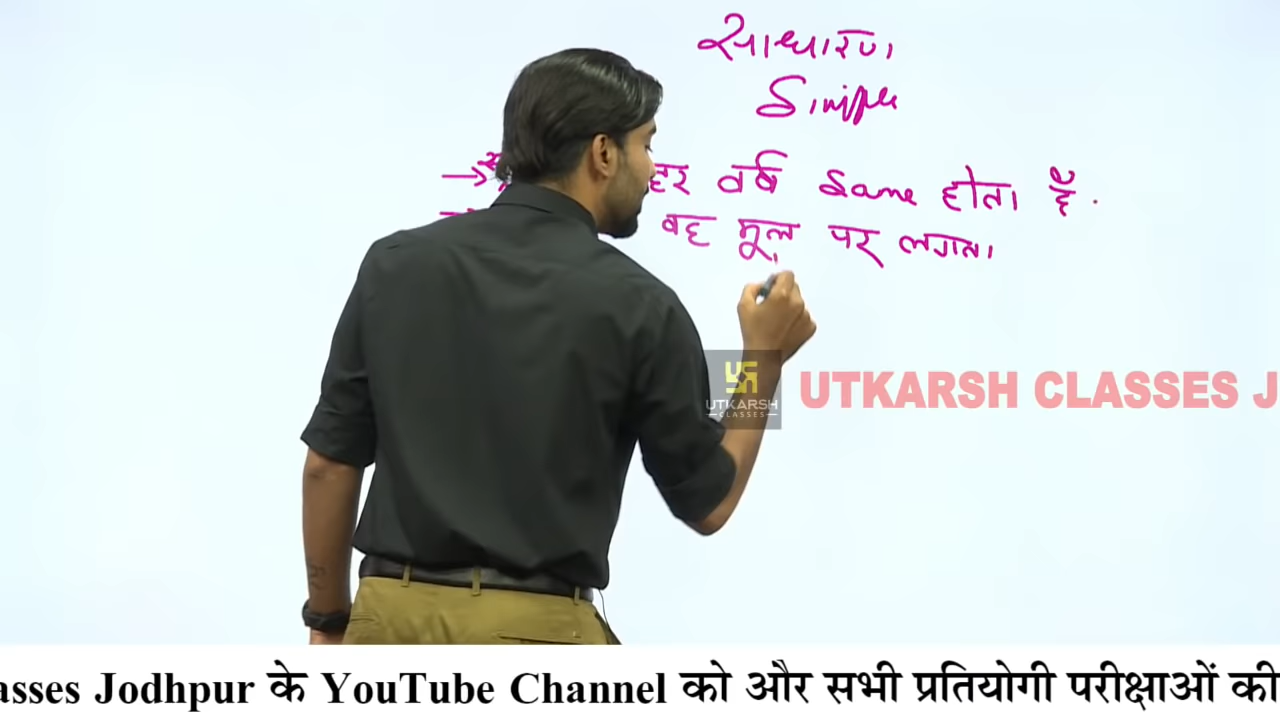 साधारण
Simple
हर वर्ष Same होता है.
वह मूल पर लगता
UTKARSH
CLASSES
UTKARSH CLASSES J
asses Jodhpur के YouTube Channel को और सभी प्रतियोगी परीक्षाओं की